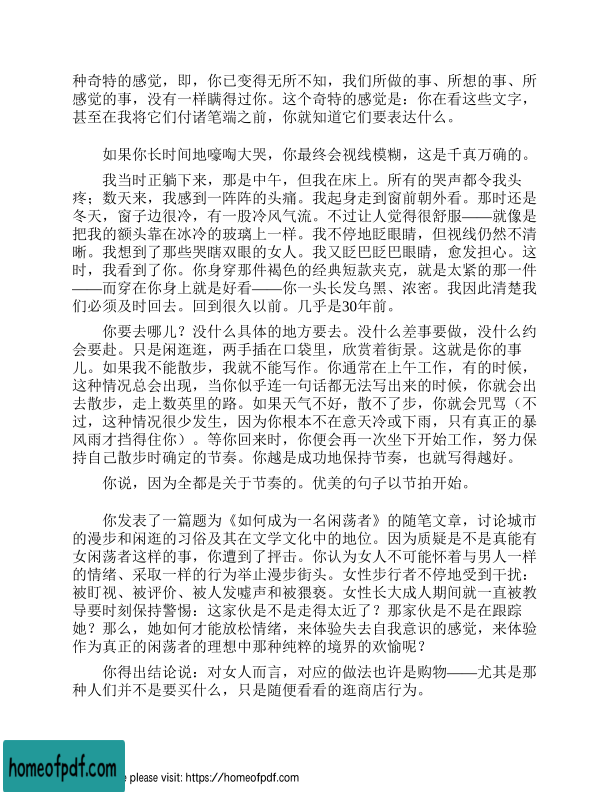 种奇特的感觉，即，你已变得无所不知，我们所做的事、所想的事、所
感觉的事，没有一样瞒得过你。这个奇特的感觉是：你在看这些文字，
甚至在我将它们付诸笔端之前，你就知道它们要表达什么。
如果你长时间地嚎啕大哭，你最终会视线模糊，这是千真万确的。
我当时正躺下来，那是中午，但我在床上。所有的哭声都令我头
疼；数天来，我感到一阵阵的头痛。我起身走到窗前朝外看。那时还是
冬天，窗子边很冷，有一股冷风气流。不过让人觉得很舒服——就像是
把我的额头靠在冰冷的玻璃上一样。我不停地眨眼睛，但视线仍然不清
晰。我想到了那些哭瞎双眼的女人。我又眨巴眨巴眼睛，愈发担心。这
时，我看到了你。你身穿那件褐色的经典短款夹克，就是太紧的那一件
——而穿在你身上就是好看——你一头长发乌黑、浓密。我因此清楚我
们必须及时回去。回到很久以前。几乎是30年前。
你要去哪儿？没什么具体的地方要去。没什么差事要做，没什么约
会要赴。只是闲逛逛，两手插在口袋里，欣赏着街景。这就是你的事
儿。如果我不能散步，我就不能写作。你通常在上午工作，有的时候，
这种情况总会出现，当你似乎连一句话都无法写出来的时候，你就会出
去散步，走上数英里的路。如果天气不好，散不了步，你就会咒骂（不
过，这种情况很少发生，因为你根本不在意天冷或下雨，只有真正的暴
风雨才挡得住你）。等你回来时，你便会再一次坐下开始工作，努力保
持自己散步时确定的节奏。你越是成功地保持节奏，也就写得越好。
你说，因为全都是关于节奏的。优美的句子以节拍开始。
你发表了一篇题为《如何成为一名闲荡者》的随笔文章，讨论城市
的漫步和闲逛的习俗及其在文学文化中的地位。因为质疑是不是真能有
女闲荡者这样的事，你遭到了抨击。你认为女人不可能怀着与男人一样
的情绪、采取一样的行为举止漫步街头。女性步行者不停地受到干扰：
被盯视、被评价、被人发嘘声和被猥亵。女性长大成人期间就一直被教
导要时刻保持警惕：这家伙是不是走得太近了？那家伙是不是在跟踪
她？那么，她如何才能放松情绪，来体验失去自我意识的感觉，来体验
作为真正的闲荡者的理想中那种纯粹的境界的欢愉呢？
你得出结论说：对女人而言，对应的做法也许是购物——尤其是那
种人们并不是要买什么，只是随便看看的逛商店行为。
homeofpdf.com
please visit: https://homeofpdf.com